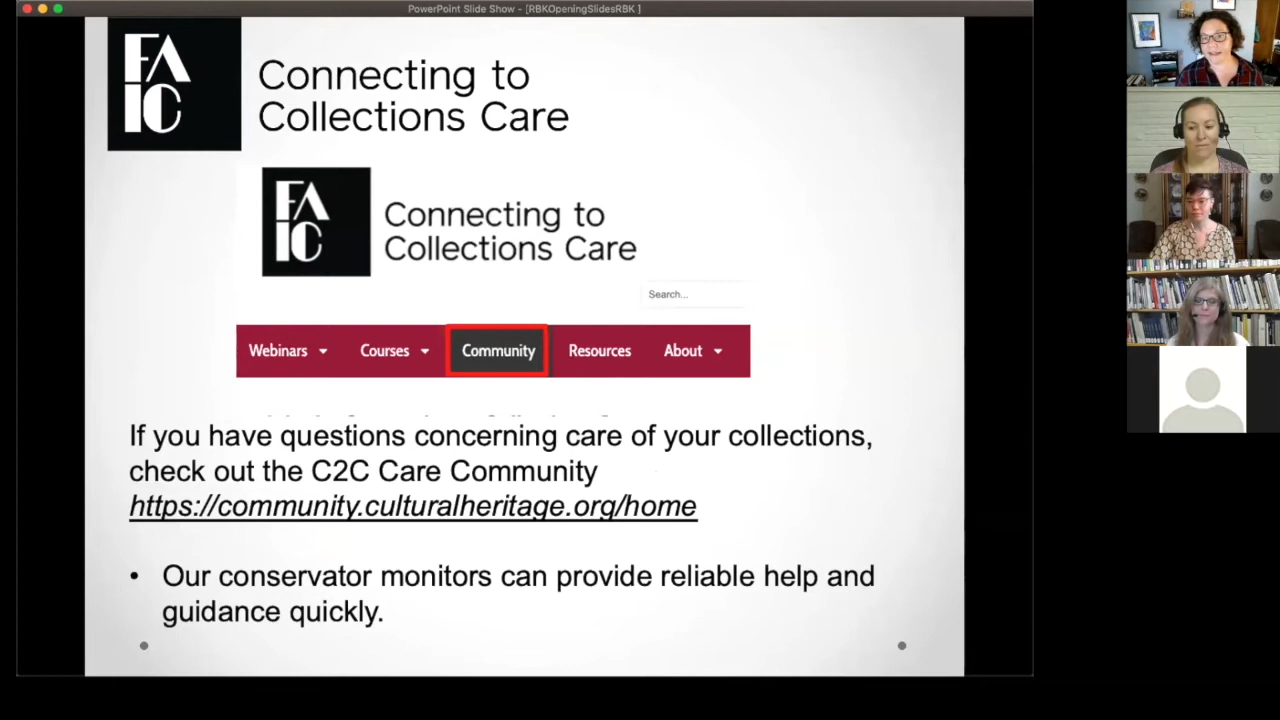 PowerPoint Slide Show - [RBKOpeningSlidesRBK ]
FA
IC
Connecting to
Collections Care
FA
IC
Connecting to
Collections Care
Search...
Webinars Courses Community Resources About
If you have questions concerning care of your collections,
check out the C2C Care Community
https://community.culturalheritage.org/home
• Our conservator monitors can provide reliable help and
guidance quickly.